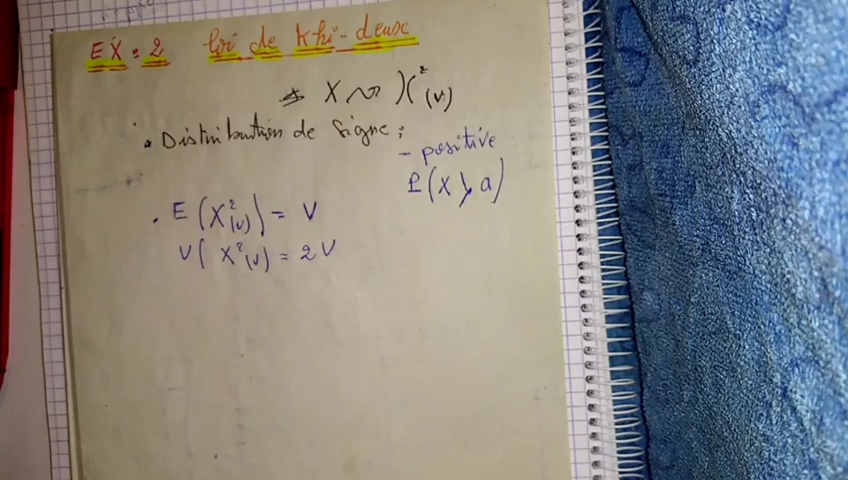 EX : 2 loi de Khi-deux
X ~> χ²(v)
• Distribution de signe :
- positive
P(X > a)
• E(X²(v)) = V
V(X²(v) = 2V